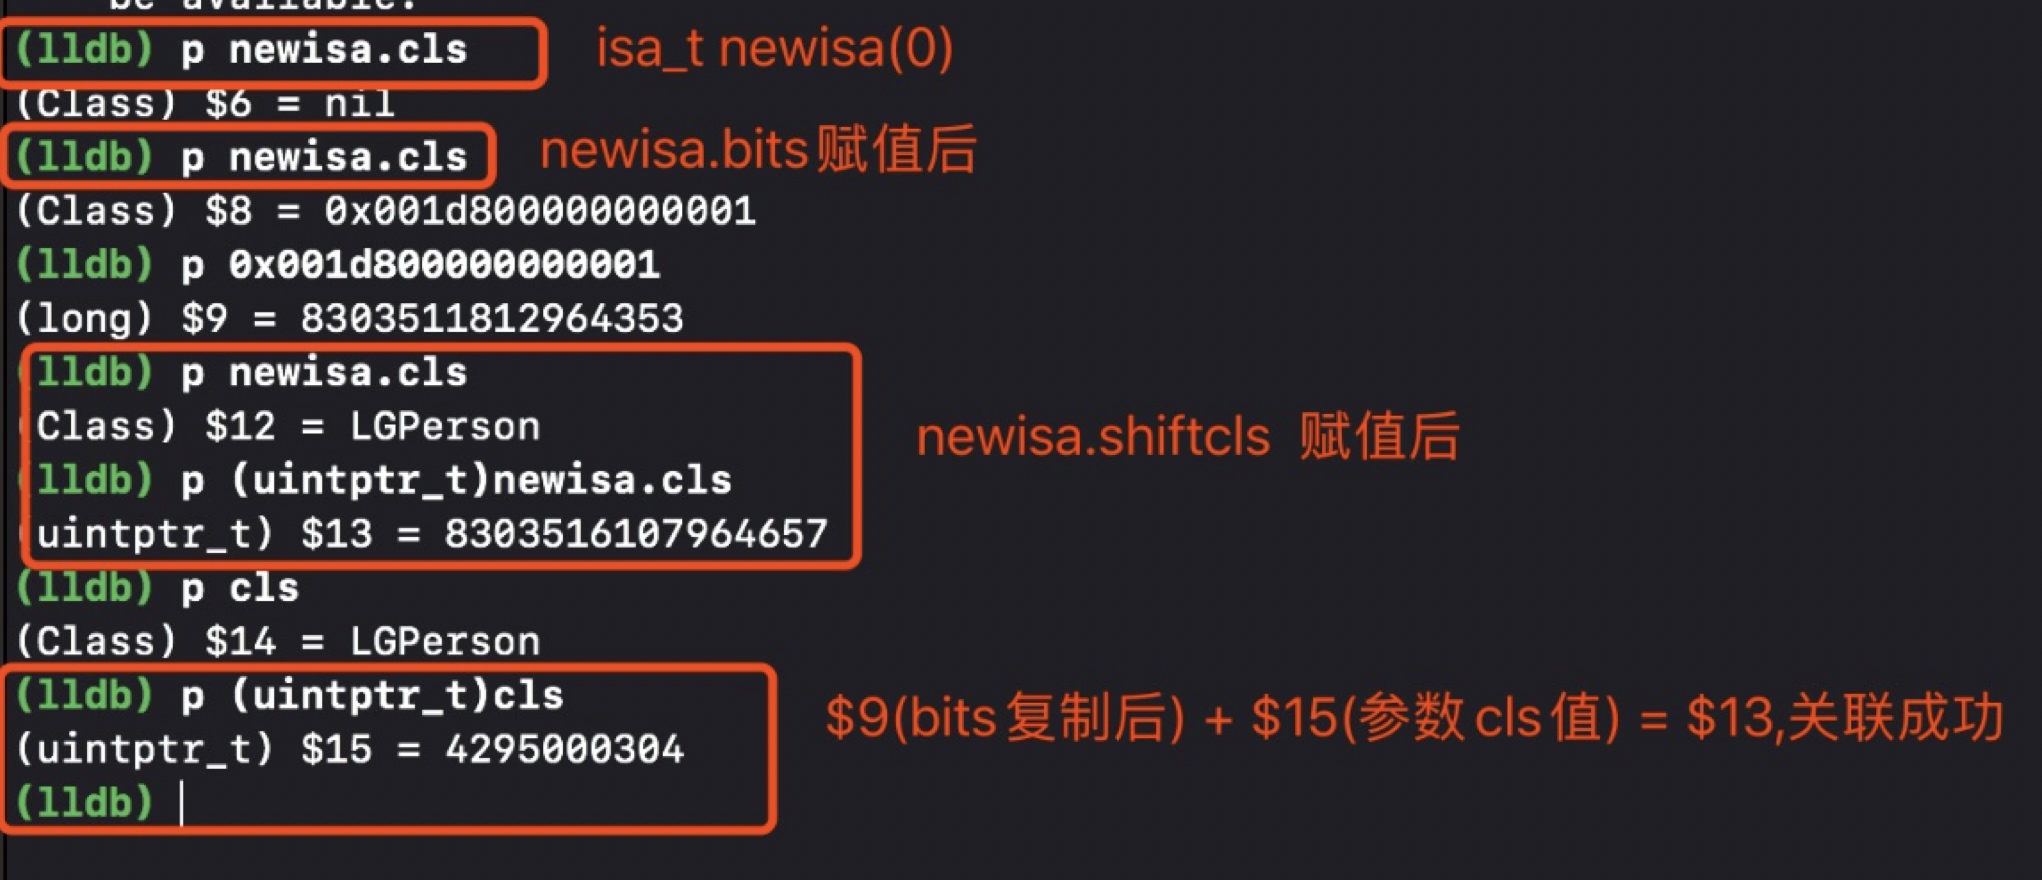 be available.
(lldb) p newisa.cls isa_t newisa(0)
(Class) $6 = nil
(lldb) p newisa.cls newisa.bits赋值后
(Class) $8 = 0x001d800000000001
(lldb) p 0x001d800000000001
(long) $9 = 8303511812964353
(lldb) p newisa.cls
(Class) $12 = LGPerson newisa.shiftcls 赋值后
(lldb) p (uintptr_t)newisa.cls
(uintptr_t) $13 = 8303516107964657
(lldb) p cls
(Class) $14 = LGPerson
(lldb) p (uintptr_t)cls $9(bits复制后) + $15(参数cls值) = $13,关联成功
(uintptr_t) $15 = 4295000304
(lldb)